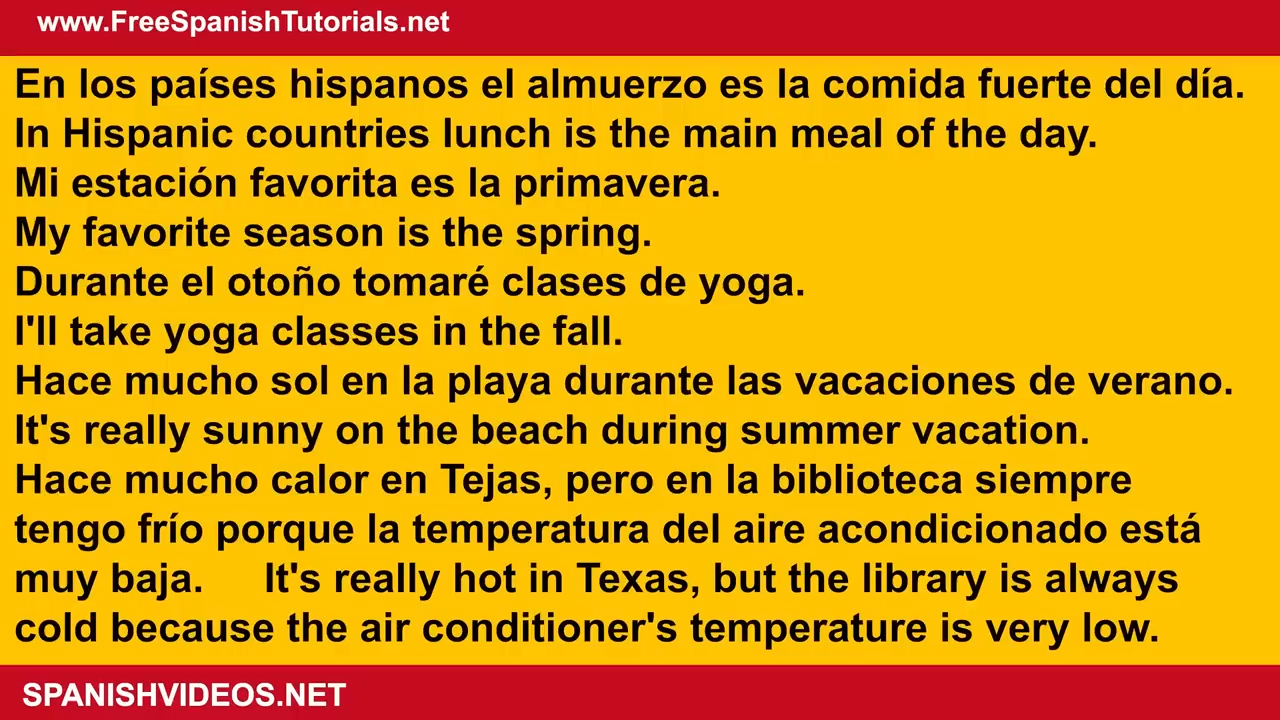 www.FreeSpanishTutorials.net
En los países hispanos el almuerzo es la comida fuerte del día.
In Hispanic countries lunch is the main meal of the day.
Mi estación favorita es la primavera.
My favorite season is the spring.
Durante el otoño tomaré clases de yoga.
I'll take yoga classes in the fall.
Hace mucho sol en la playa durante las vacaciones de verano.
It's really sunny on the beach during summer vacation.
Hace mucho calor en Tejas, pero en la biblioteca siempre
tengo frío porque la temperatura del aire acondicionado está
muy baja. It's really hot in Texas, but the library is always
cold because the air conditioner's temperature is very low.
SPANISHVIDEOS.NET